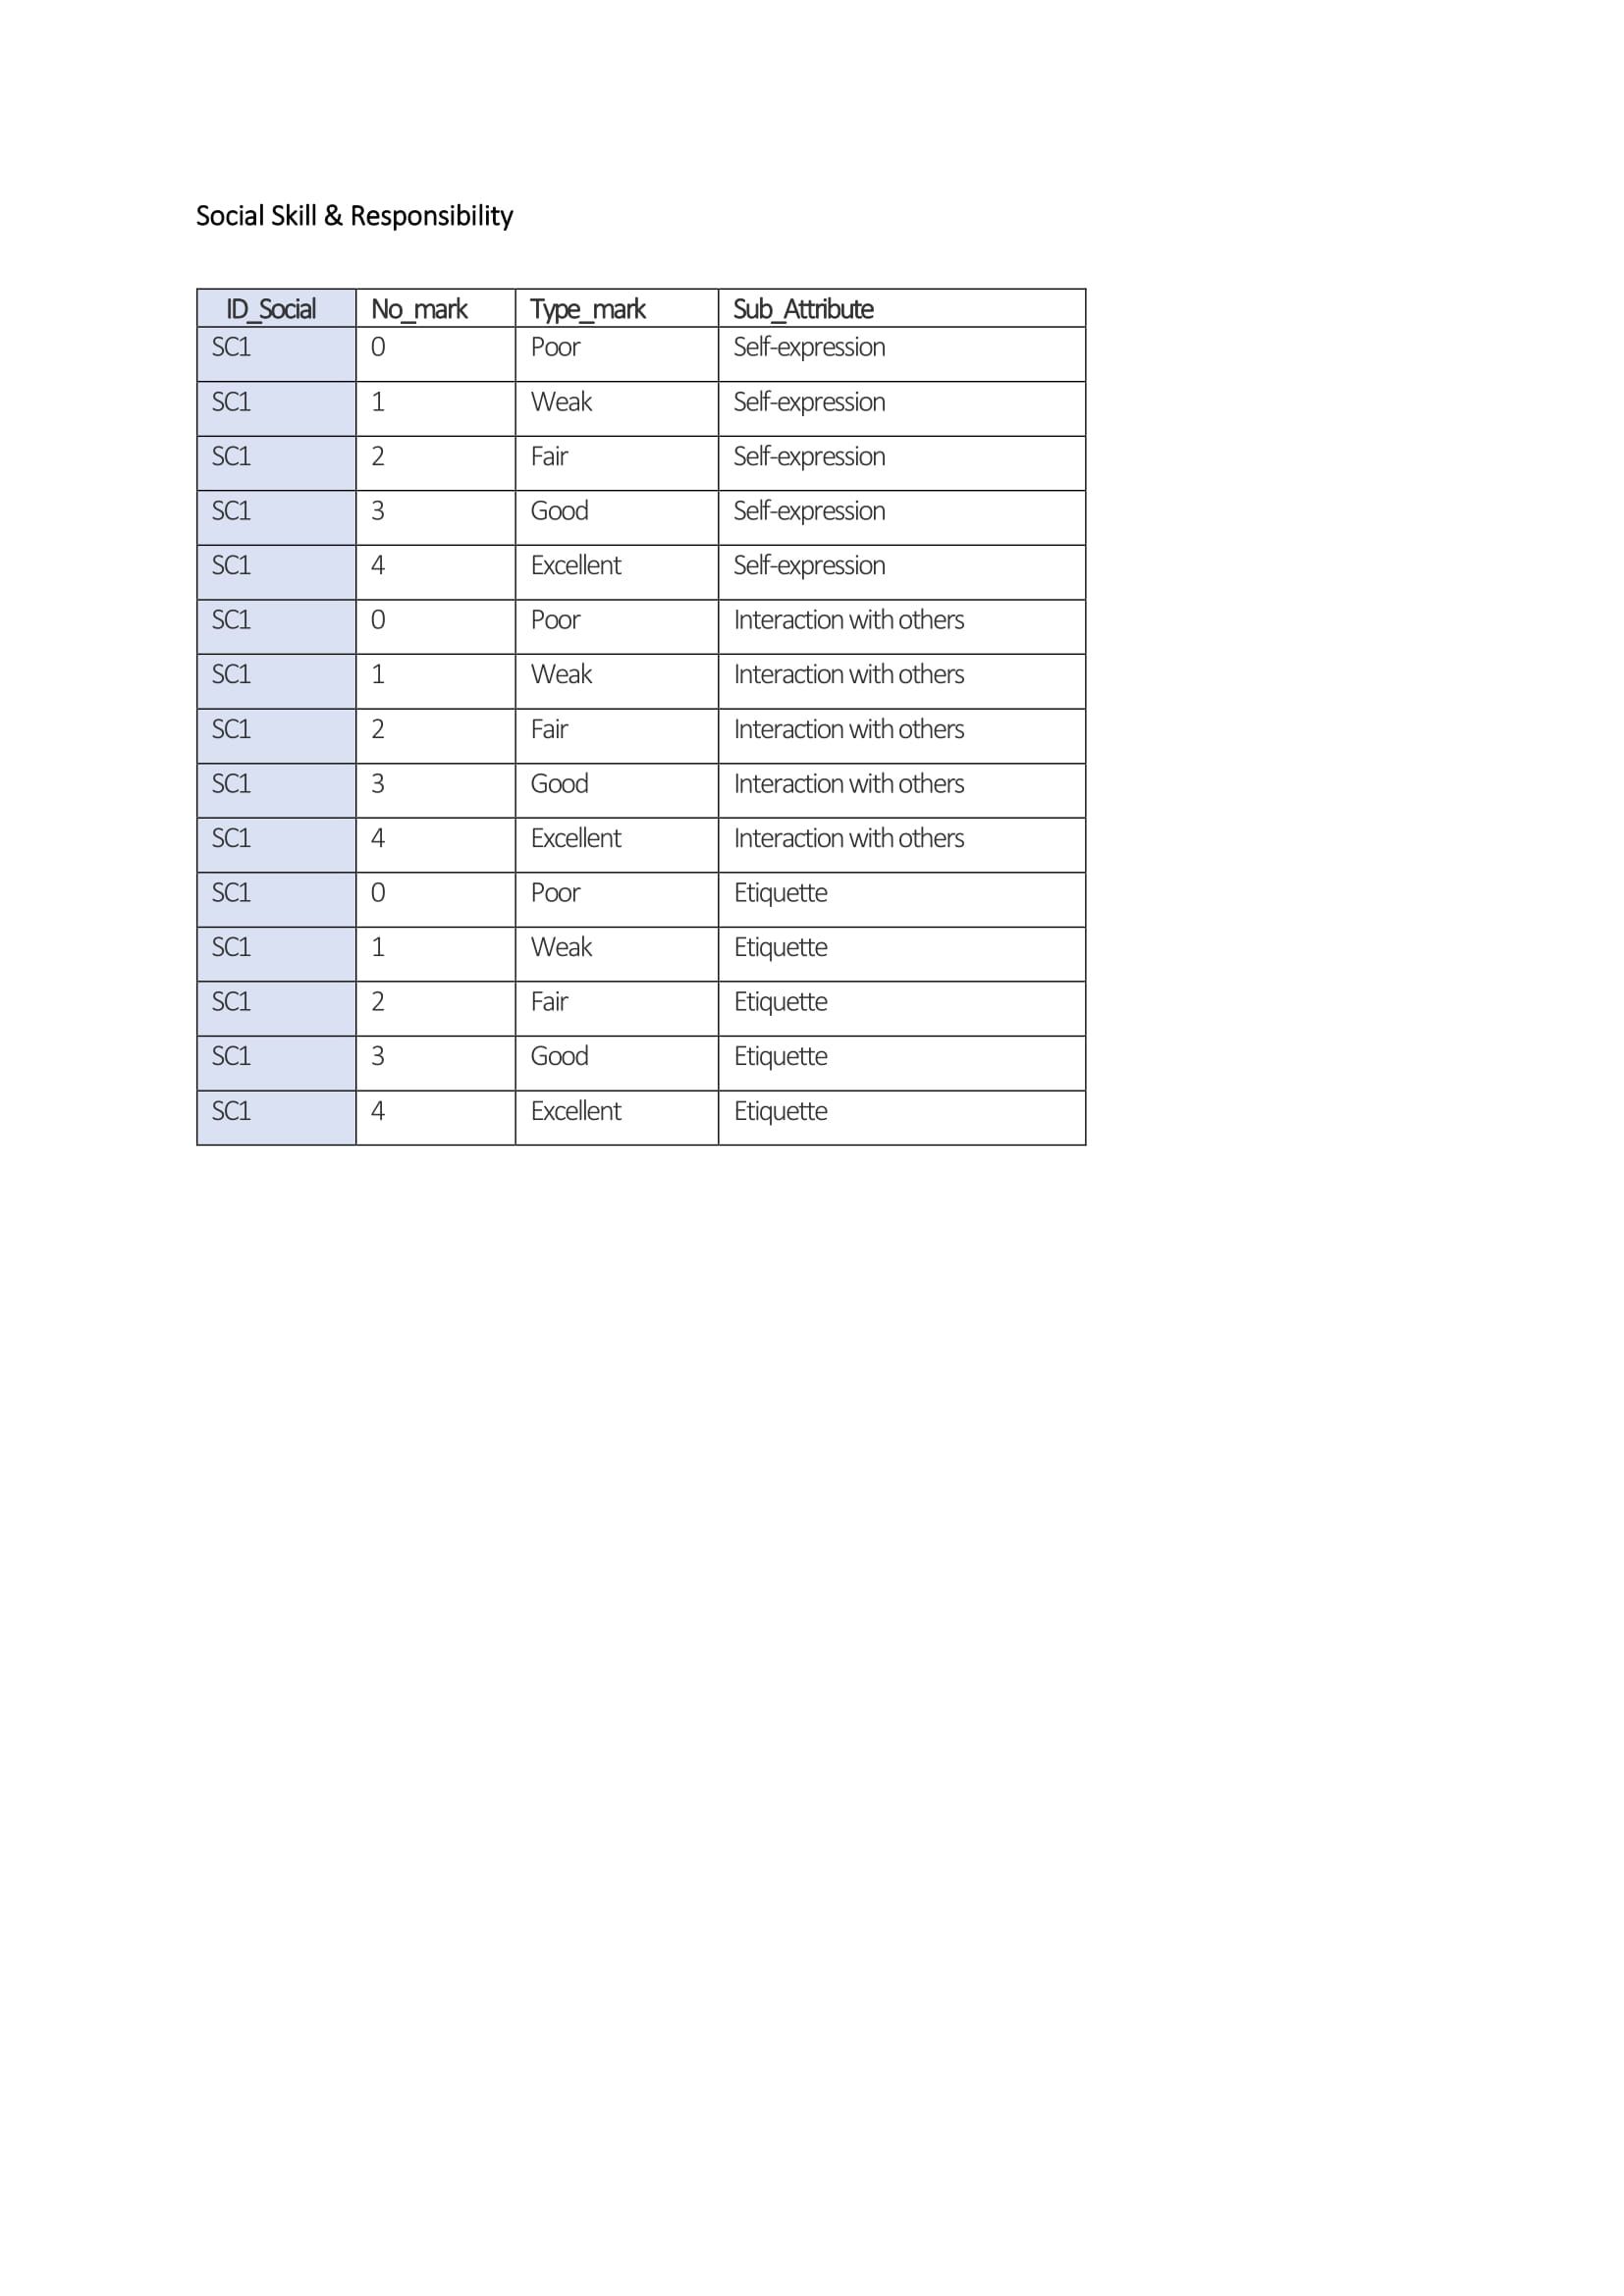 Social Skill & Responsibility
ID_Social No_mark Type_mark Sub_Attribute
SC1 0 Poor Self-expression
SC1 1 Weak Self-expression
SC1 2 Fair Self-expression
SC1 3 Good Self-expression
SC1 4 Excellent Self-expression
SC1 0 Poor Interaction with others
SC1 1 Weak Interaction with others
SC1 2 Fair Interaction with others
SC1 3 Good Interaction with others
SC1 4 Excellent Interaction with others
SC1 0 Poor Etiquette
SC1 1 Weak Etiquette
SC1 2 Fair Etiquette
SC1 3 Good Etiquette
SC1 4 Excellent Etiquette